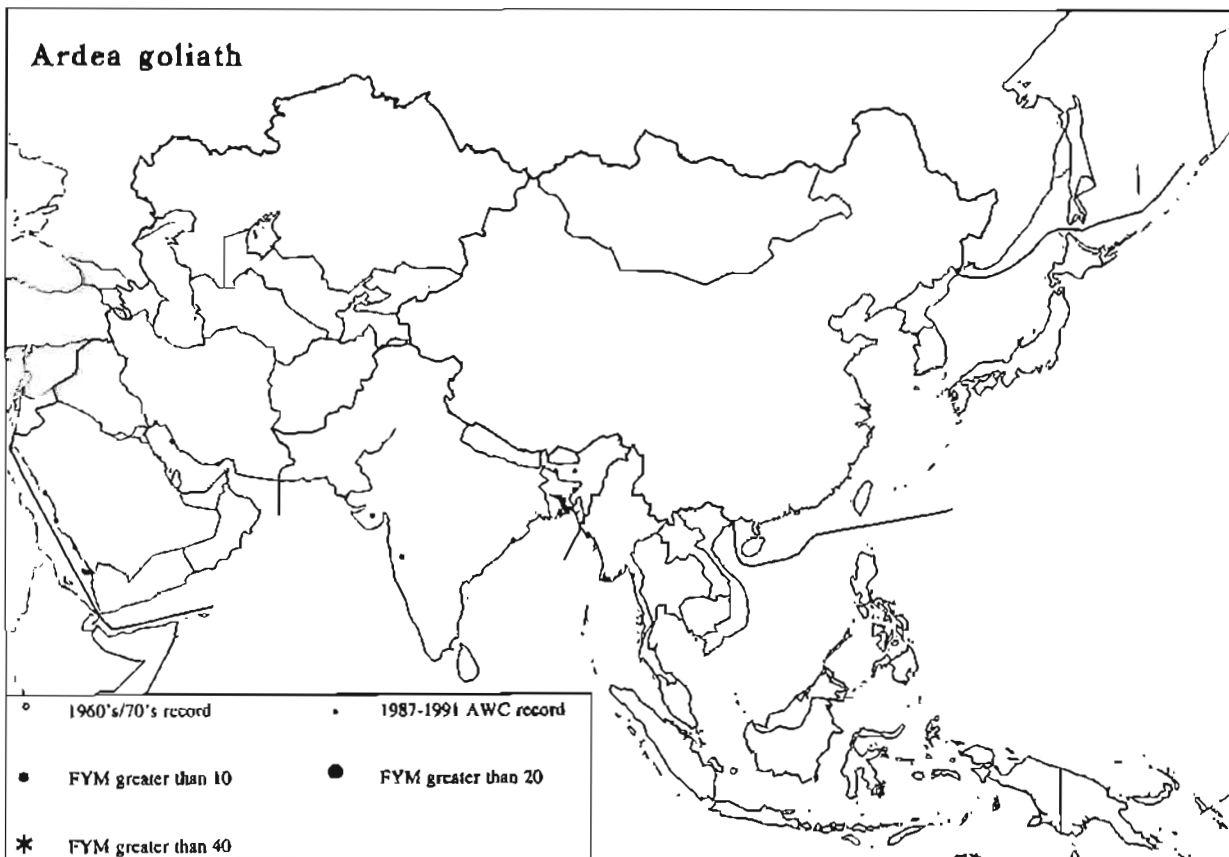 Ardea goliath
1960's/70's record
1987-1991 AWC record
FYM greater than 10
FYM greater than 20
FYM greater than 40